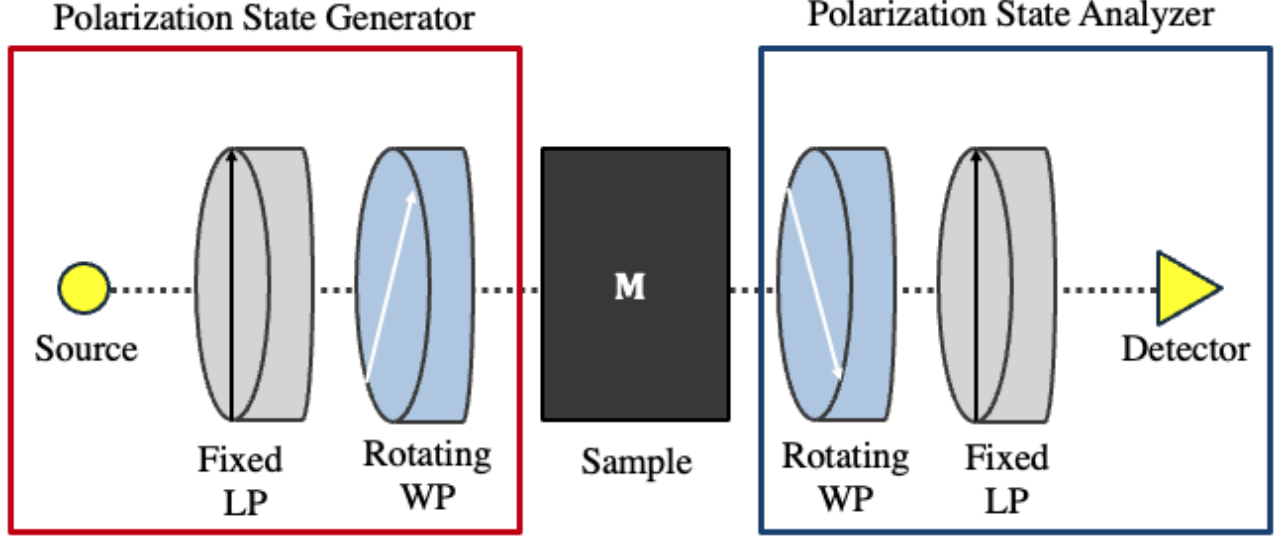 Polarization State Generator
Polarization State Analyzer
M
Source
Detector
Fixed
LP
Rotating
WP
Sample
Rotating
WP
Fixed
LP